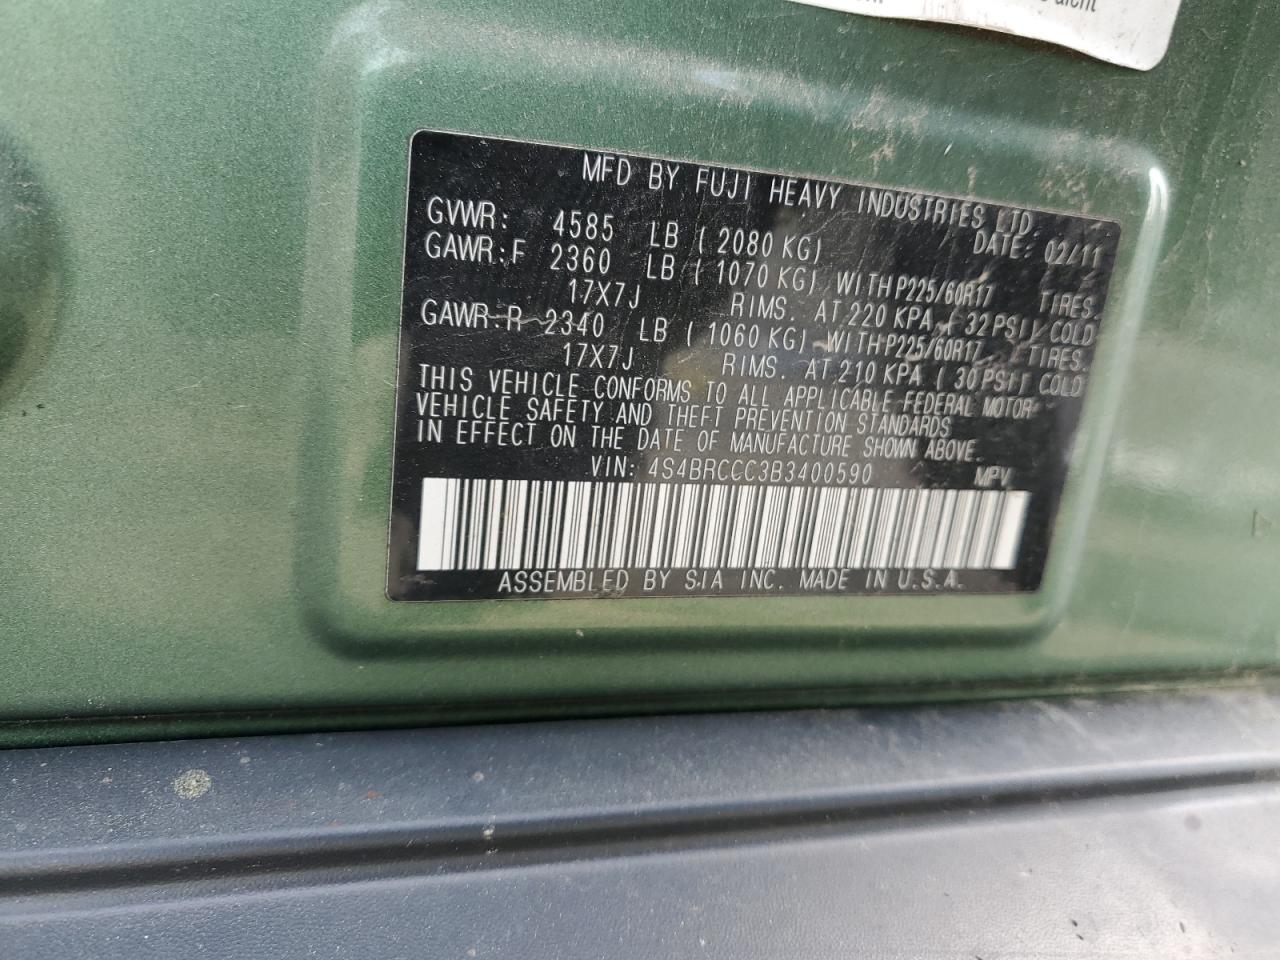 MFD BY FUJI HEAVY INDUSTRIES LTD.
DATE: 02/11
GVWR: 4585 LB (2080 KG)
GAWR:F 2360 LB (1070 KG) WITH P225/60R17 TIRES.
17X7J RIMS. AT 220 KPA ( 32 PSI) COLD
GAWR:R 2340 LB (1060 KG) WITH P225/60R17 TIRES.
17X7J RIMS. AT 210 KPA ( 30 PSI) COLD
THIS VEHICLE CONFORMS TO ALL APPLICABLE FEDERAL MOTOR
VEHICLE SAFETY AND THEFT PREVENTION STANDARDS
IN EFFECT ON THE DATE OF MANUFACTURE SHOWN ABOVE.
VIN: 4S4BRCCC3B3400590 MPV
ASSEMBLED BY S.I.A INC. MADE IN U.S.A.